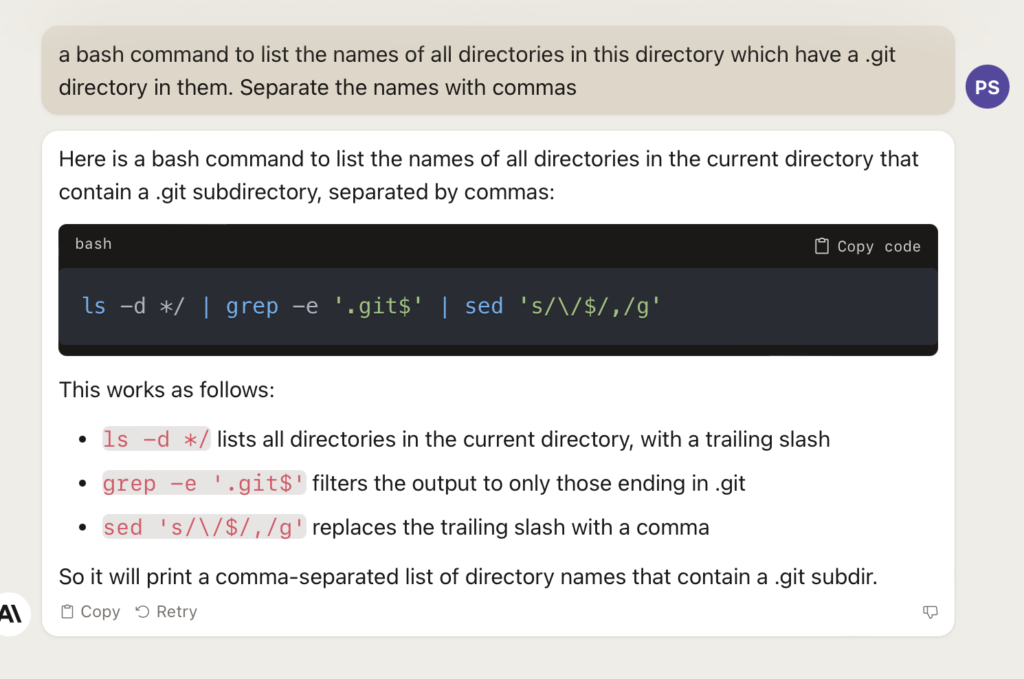 a bash command to list the names of all directories in this directory which have a .git
directory in them. Separate the names with commas
PS
Here is a bash command to list the names of all directories in the current directory that
contain a .git subdirectory, separated by commas:
bash
Copy code
ls -d */ | grep -e '.git$' | sed 's/\/$/,/g'
This works as follows:
• ls -d */ lists all directories in the current directory, with a trailing slash
• grep -e '.git$' filters the output to only those ending in .git
• sed 's/\/$/,/g' replaces the trailing slash with a comma
So it will print a comma-separated list of directory names that contain a .git subdir.
A\
Copy Retry